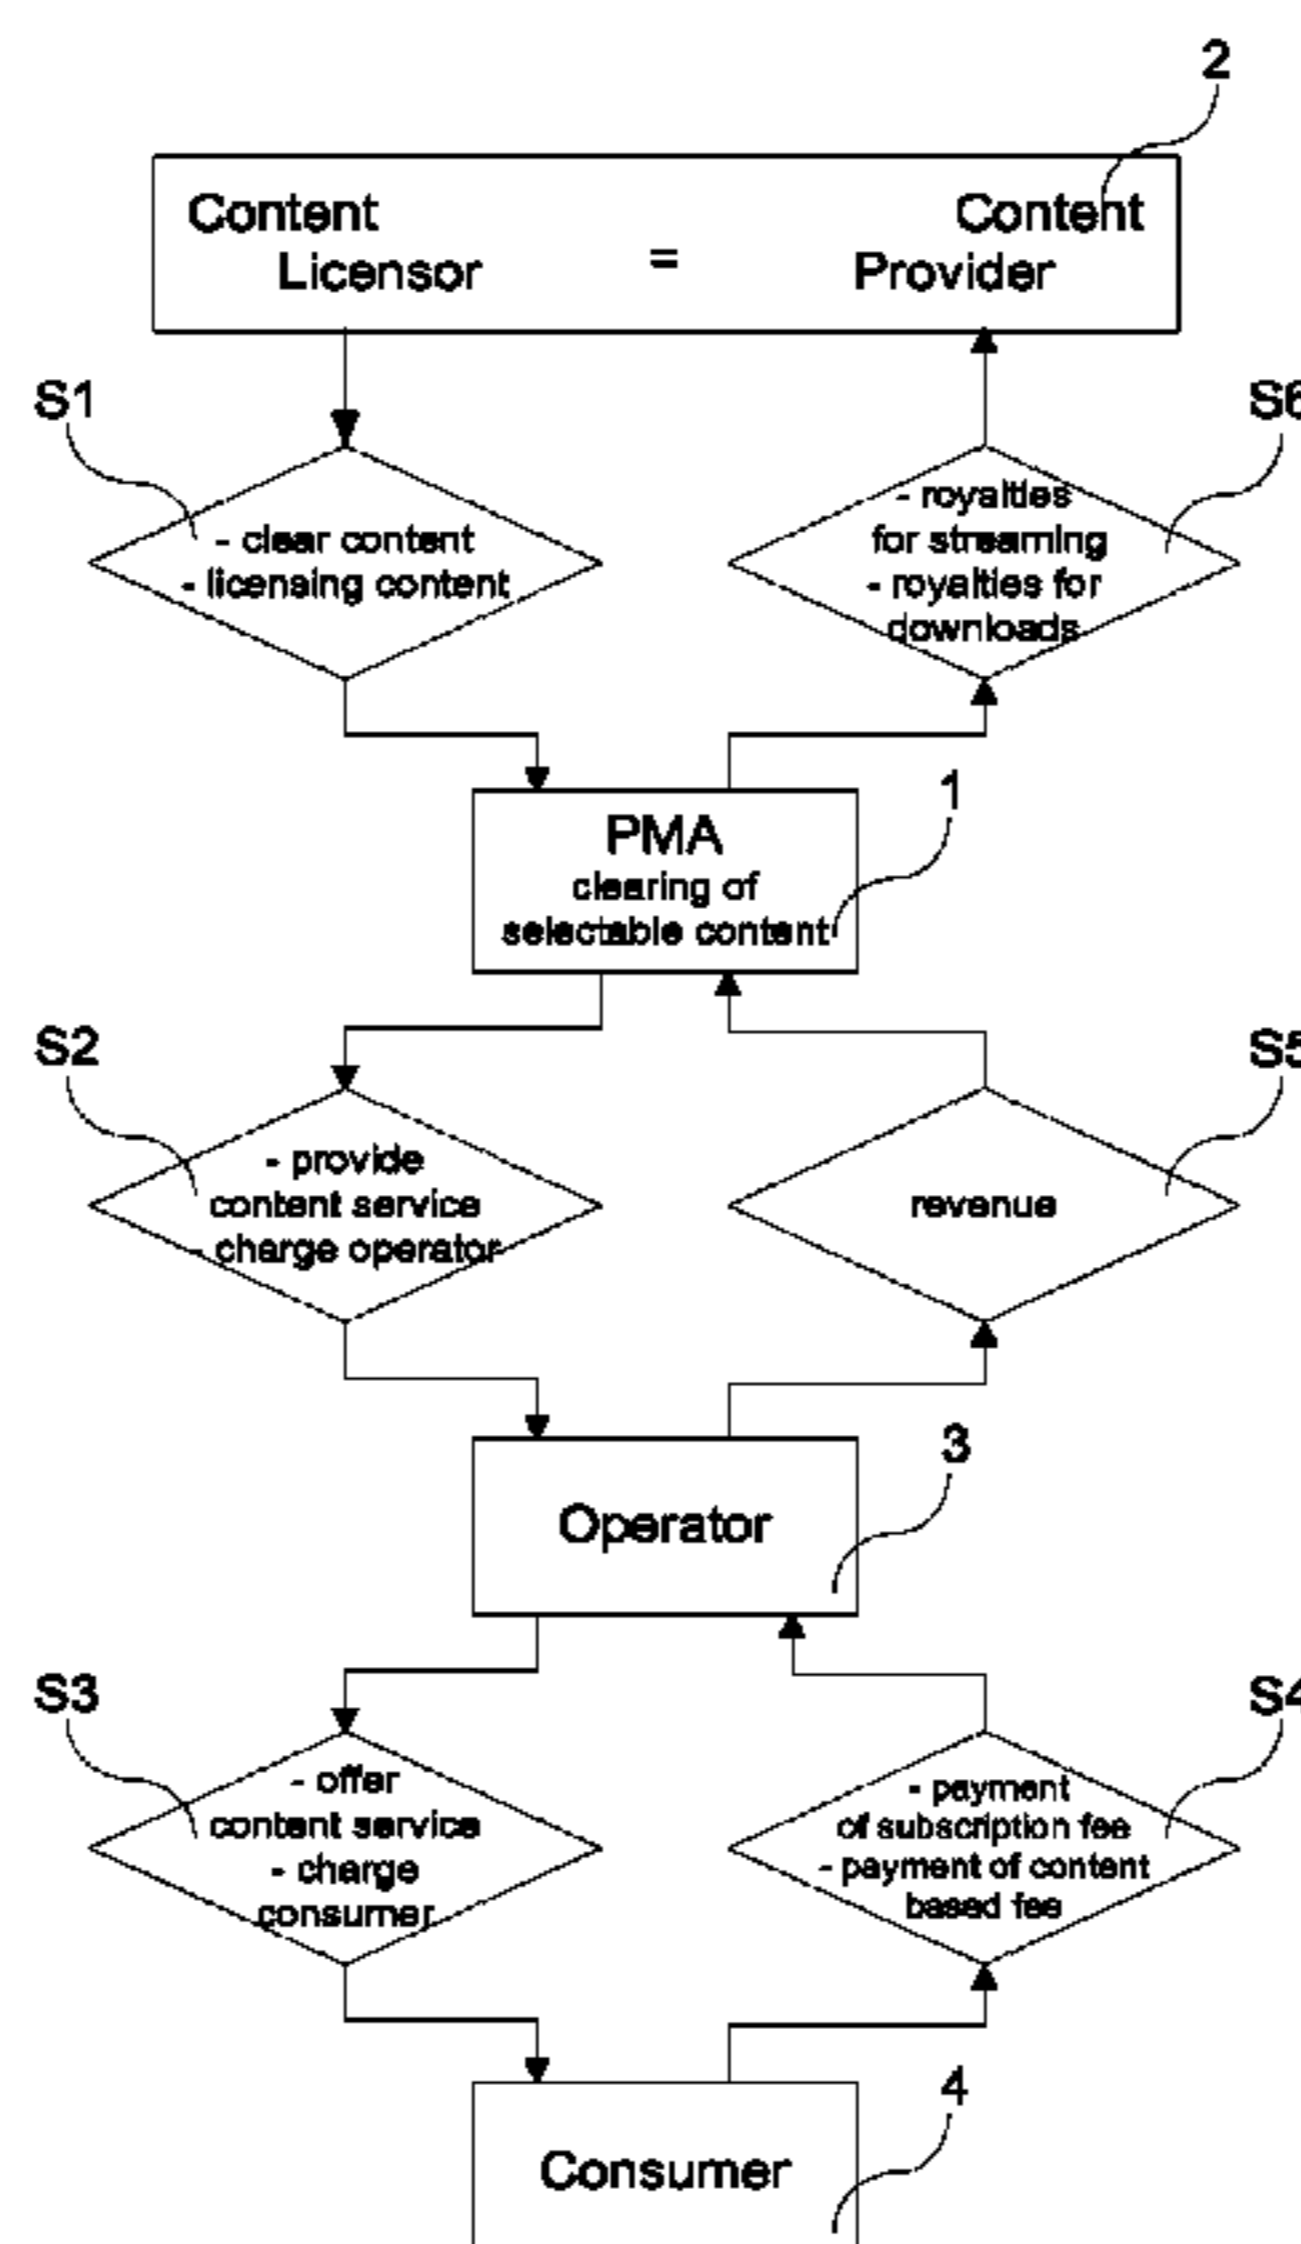 2
Content Content
Licensor = Provider
S1
S6
- clear content
- licensing content
- royalties
for streaming
- royalties for
downloads
1
PMA
clearing of
selectable content
S2
S5
- provide
content service
- charge operator
revenue
3
Operator
S3
S4
- offer
content service
- charge
consumer
- payment
of subscription fee
- payment of content
based fee
4
Consumer